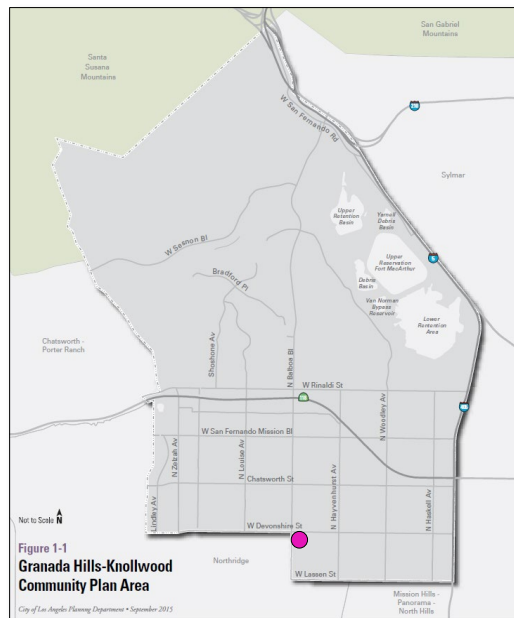 San Gabriel
Mountains
Santa
Susana
Mountains
W San Fernando Rd
210
Sylmar
Upper
Retention
Basin
Yarnell
Debris
Basin
W Sesnon Bl
5
Upper
Reservation
Fort MacArthur
Bradford Pl
Debris
Basin
Van Norman
Bypass
Reservoir
Lower
Retention
Area
Chatsworth -
Porter Ranch
Shoshone Av
N Balboa Bl
W Rinaldi St
N Woodley Av
118
405
W San Fernando Mission Bl
N Zelzah Av
N Louise Av
Chatsworth St
N Hayvenhurst Av
N Haskell Av
Lindley Av
Not to Scale N
W Devonshire St
Figure 1-1
Granada Hills-Knollwood
Community Plan Area
Northridge
W Lassen St
City of Los Angeles Planning Department • September 2015
Mission Hills -
Panorama -
North Hills